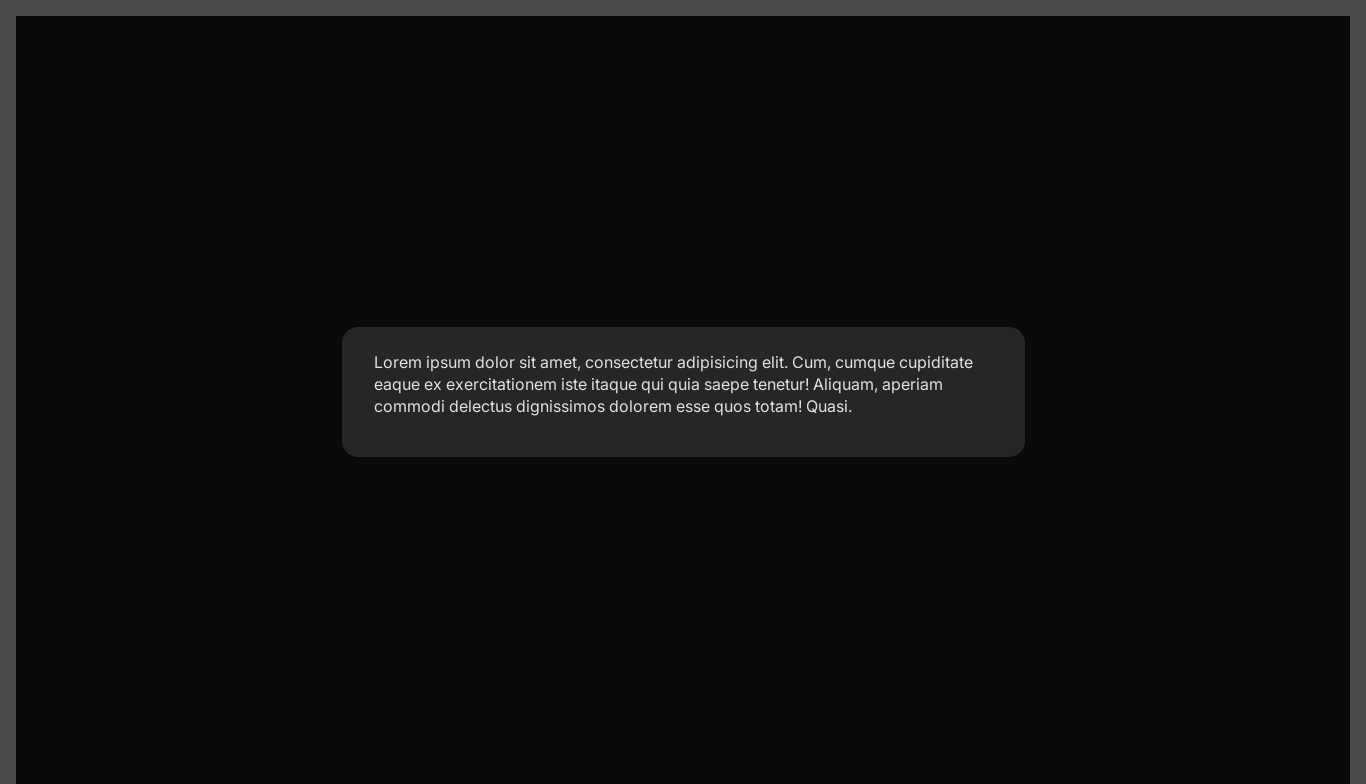 Lorem ipsum dolor sit amet, consectetur adipisicing elit. Cum, cumque cupiditate
eaque ex exercitationem iste itaque qui quia saepe tenetur! Aliquam, aperiam
commodi delectus dignissimos dolorem esse quos totam! Quasi.